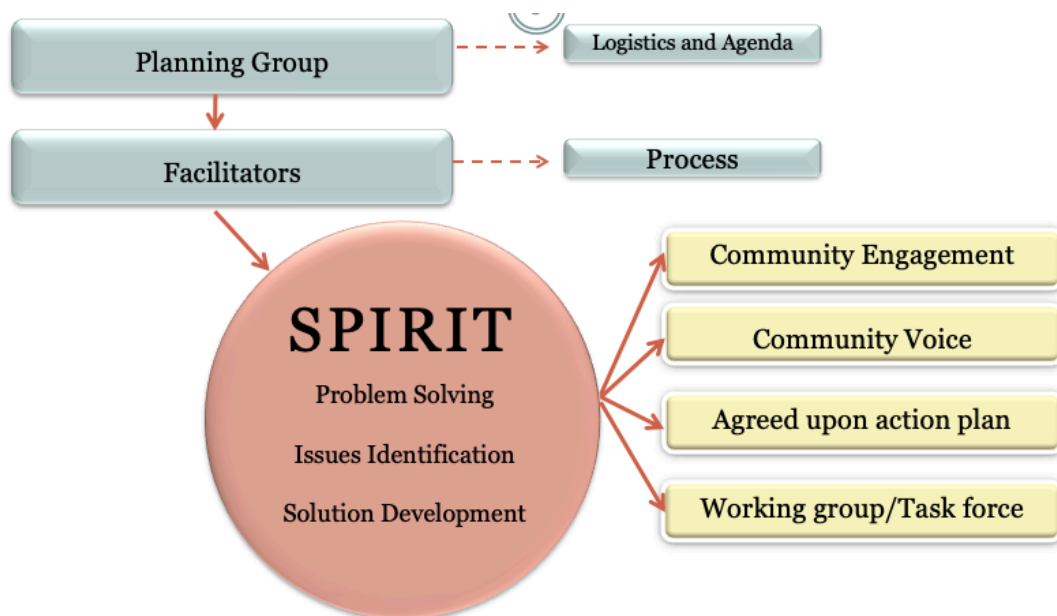 Planning Group
Logistics and Agenda
Facilitators
Process
SPIRIT
Problem Solving
Issues Identification
Solution Development
Community Engagement
Community Voice
Agreed upon action plan
Working group/Task force